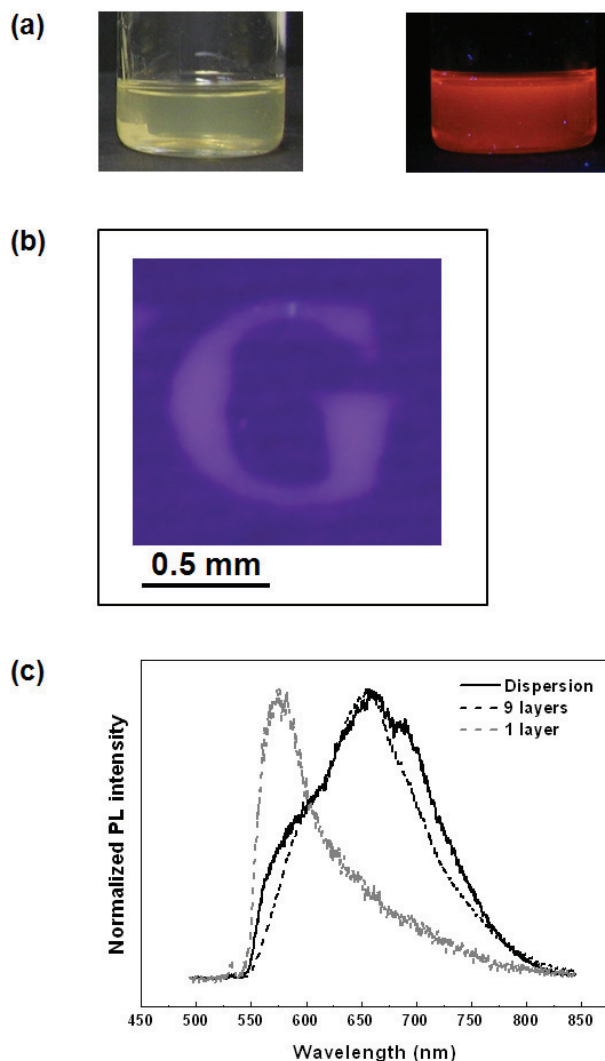 (a)
(b)
G
0.5 mm
(c)
Normalized PL intensity
Dispersion
9 layers
1 layer
450 500 550 600 650 700 750 800 850
Wavelength (nm)